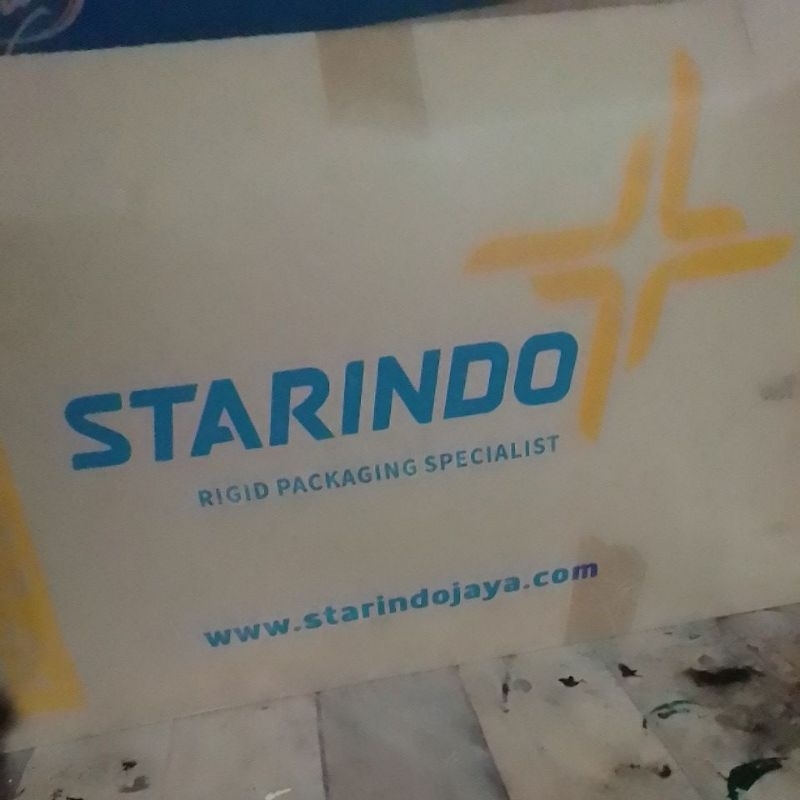 STARINDO
RIGID PACKAGING SPECIALIST
www.starindojaya.com